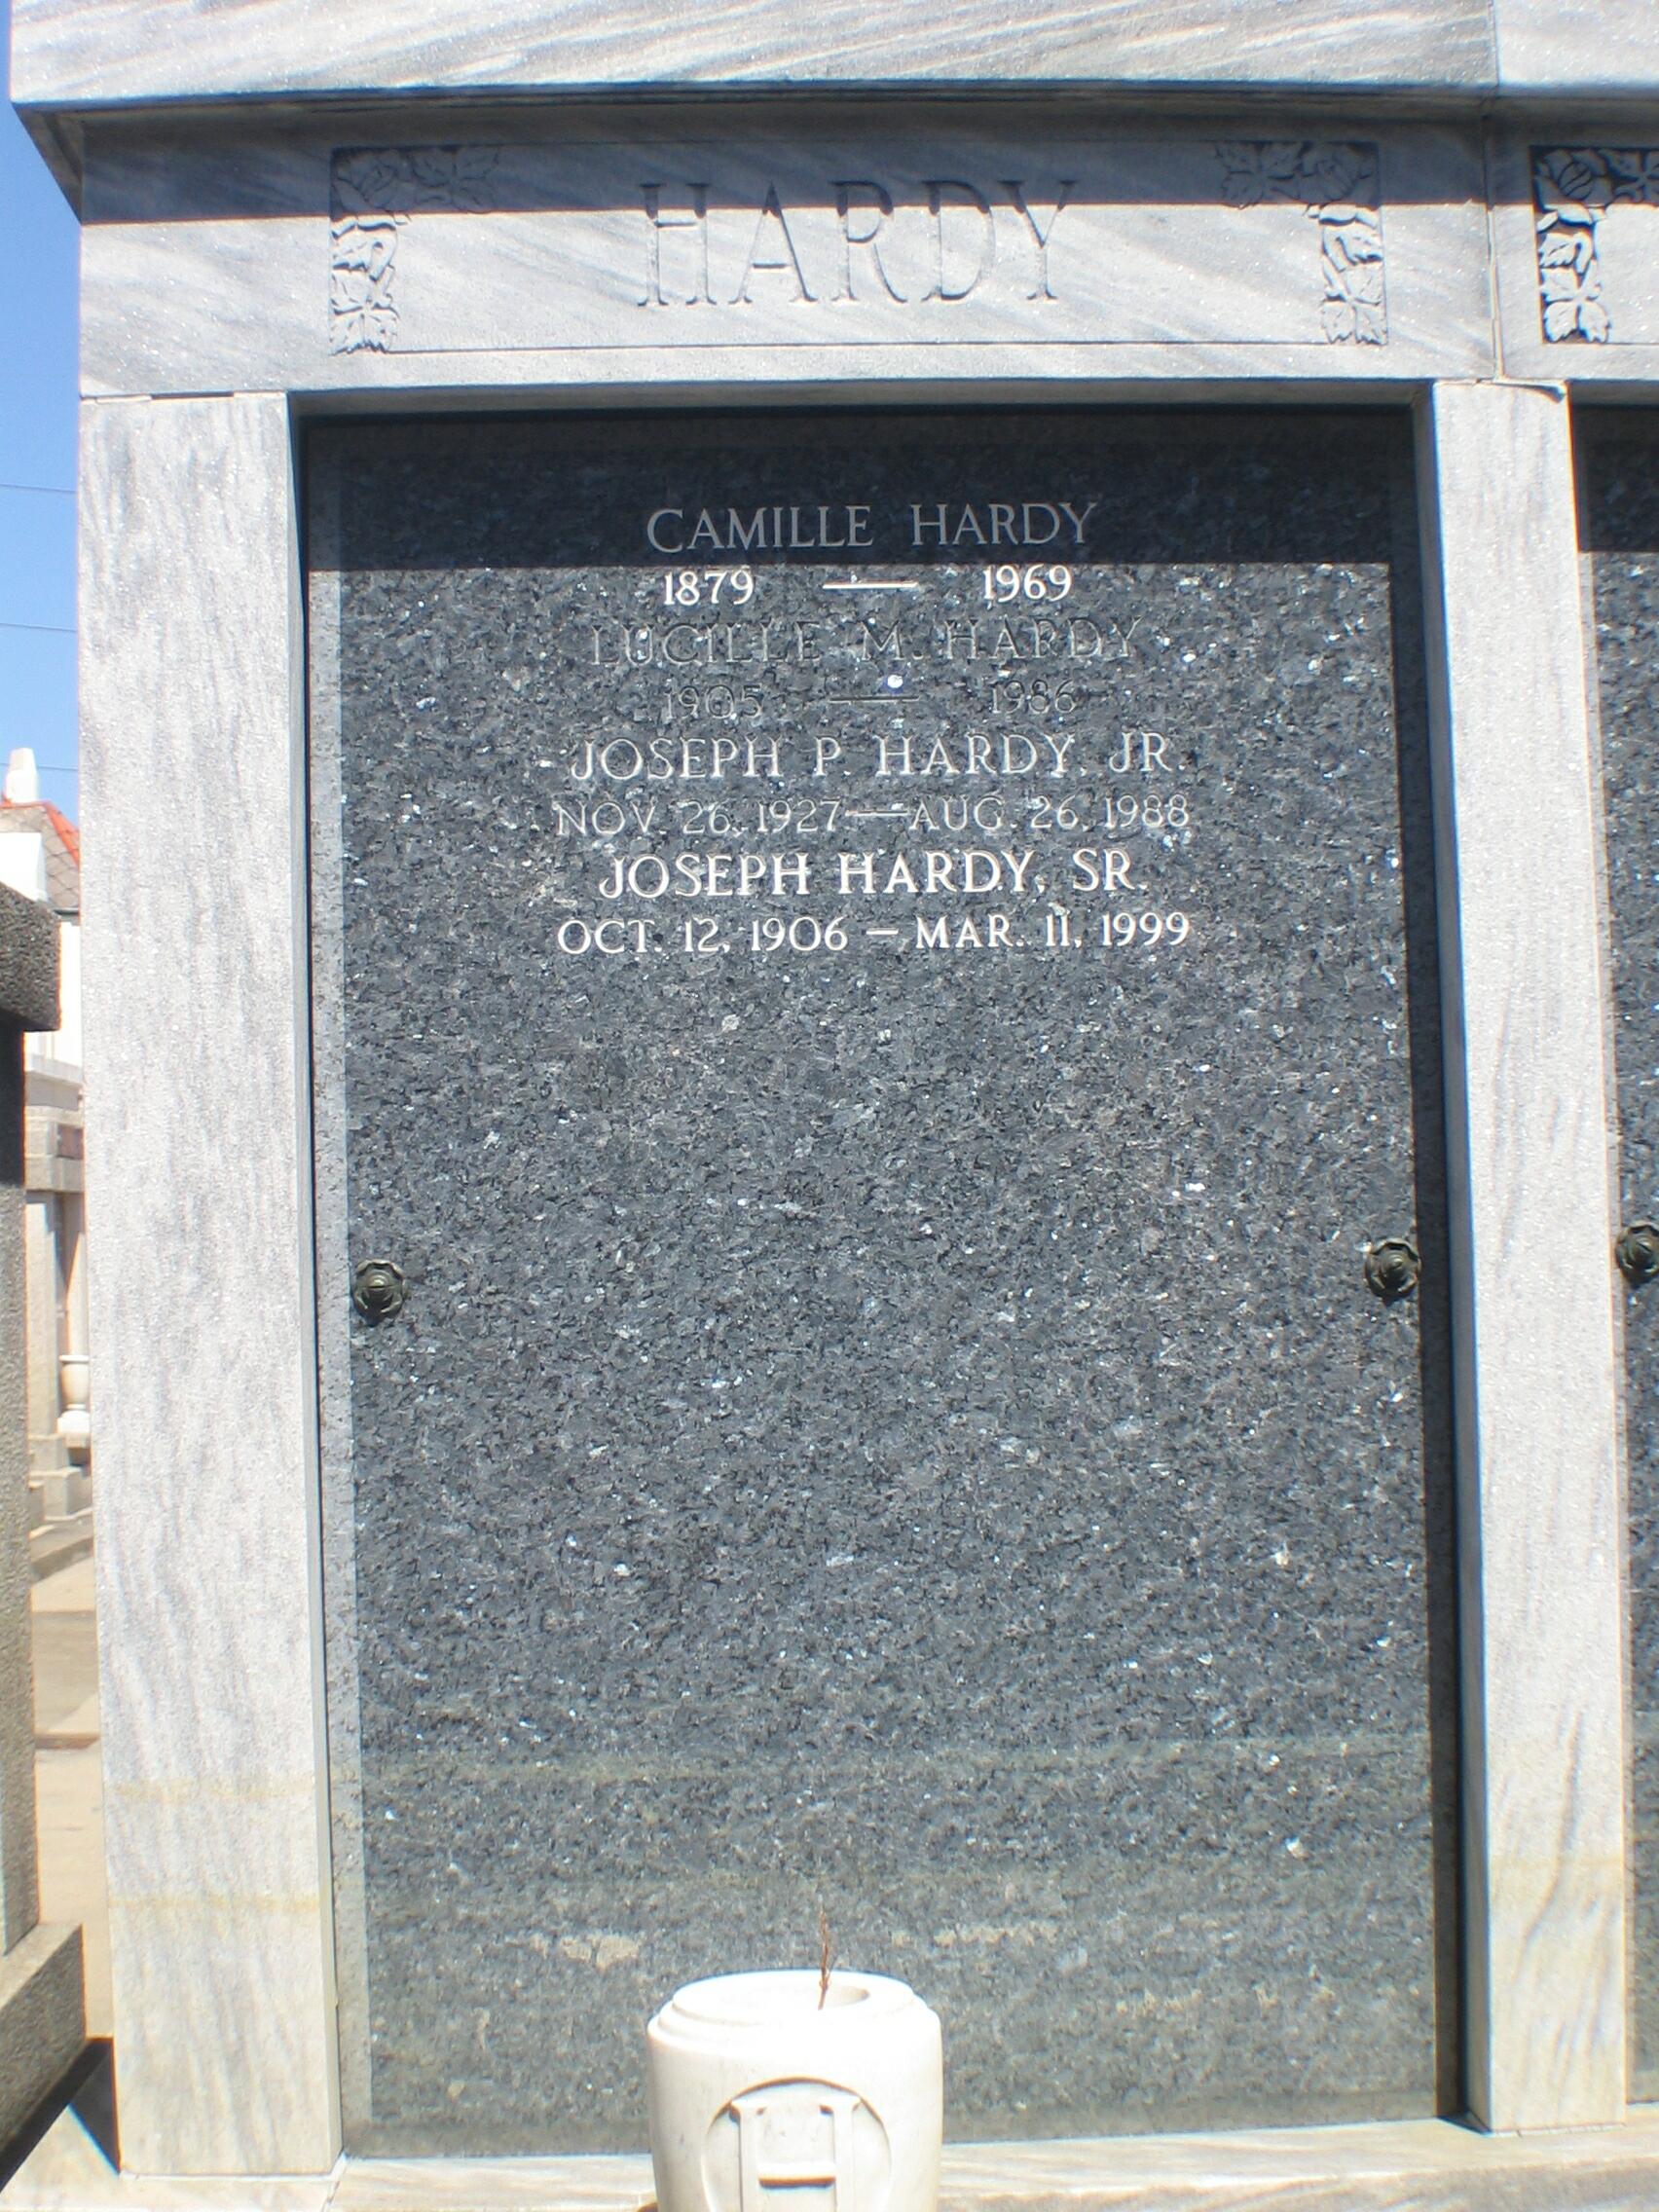 HARDY
CAMILLE HARDY
1879 — 1969
LUCILLE M. HARDY
1905 — 1986
JOSEPH P. HARDY, JR.
NOV. 26, 1927 — AUG. 26, 1988
JOSEPH HARDY, SR.
OCT. 12, 1906 – MAR. 11, 1999
H